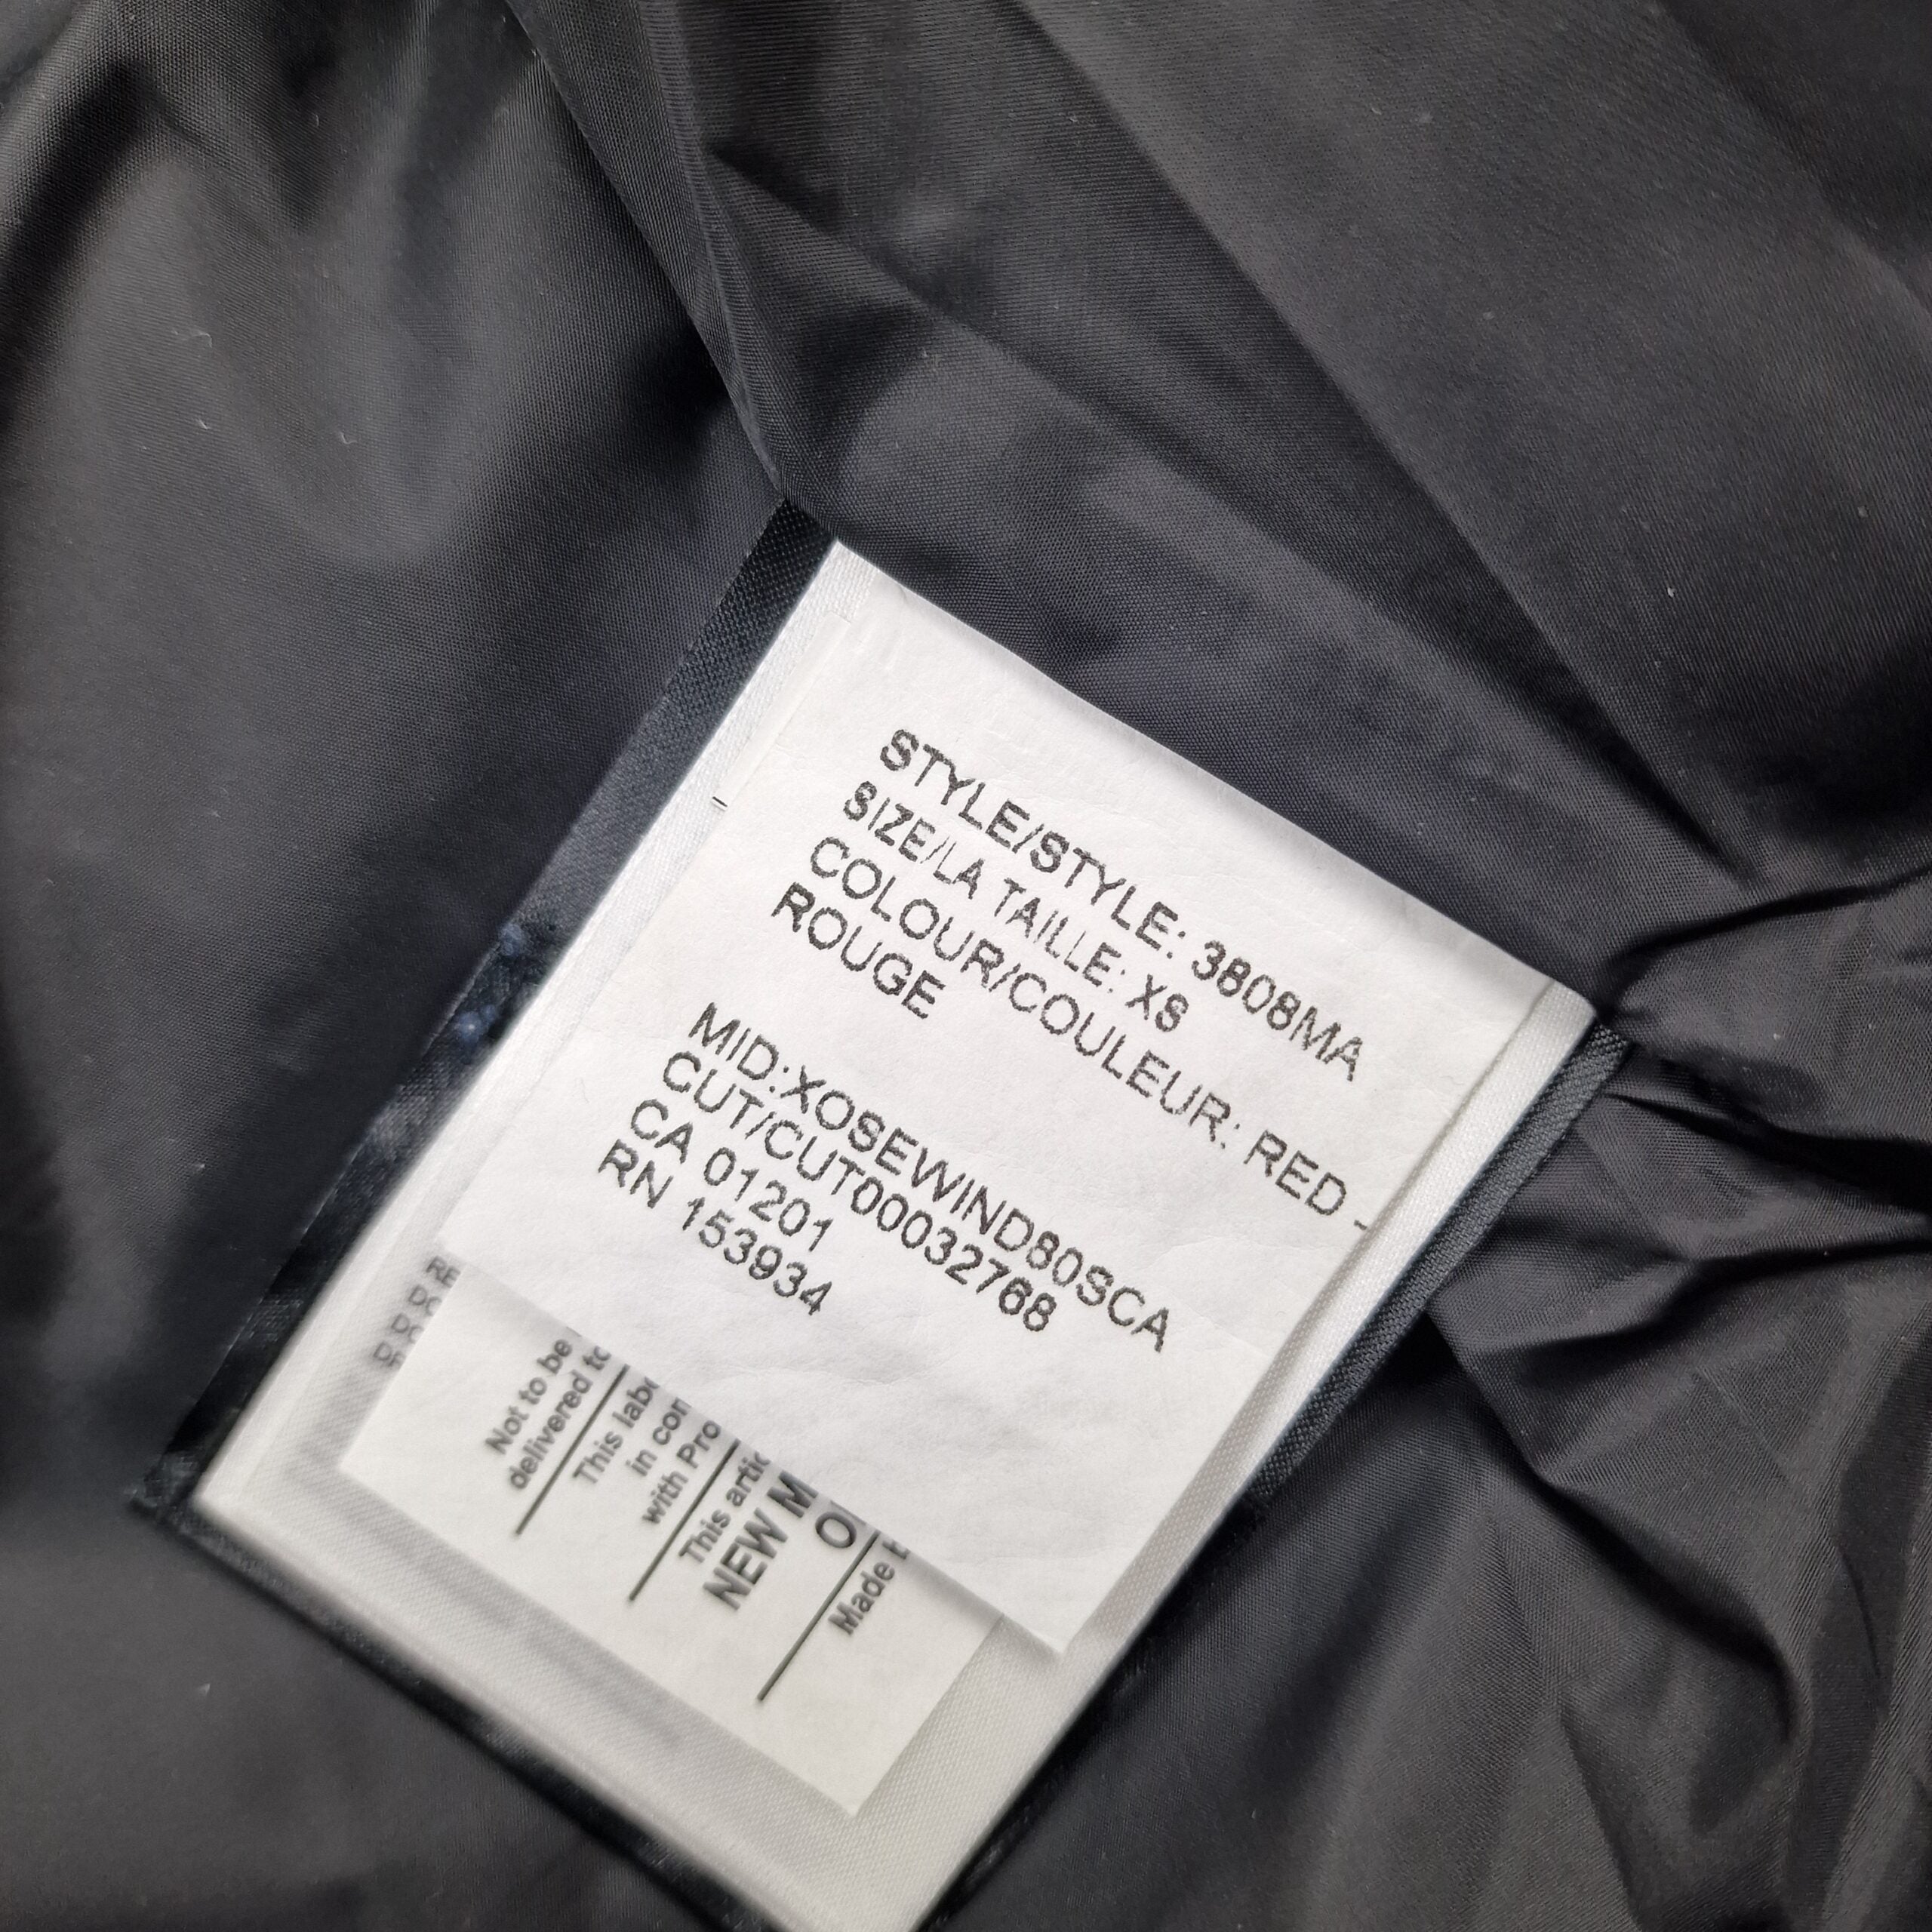 STYLE/STYLE: 3808MA
SIZE/LA TAILLE: XS
COLOUR/COULEUR: RED -
ROUGE
MID:XOSEWIND80SCA
CUT/CUT00032768
CA 01201
RN 153934
Not to be
delivered to
This labe
in cor
with Pro
This artic
NEW M
O
Made b